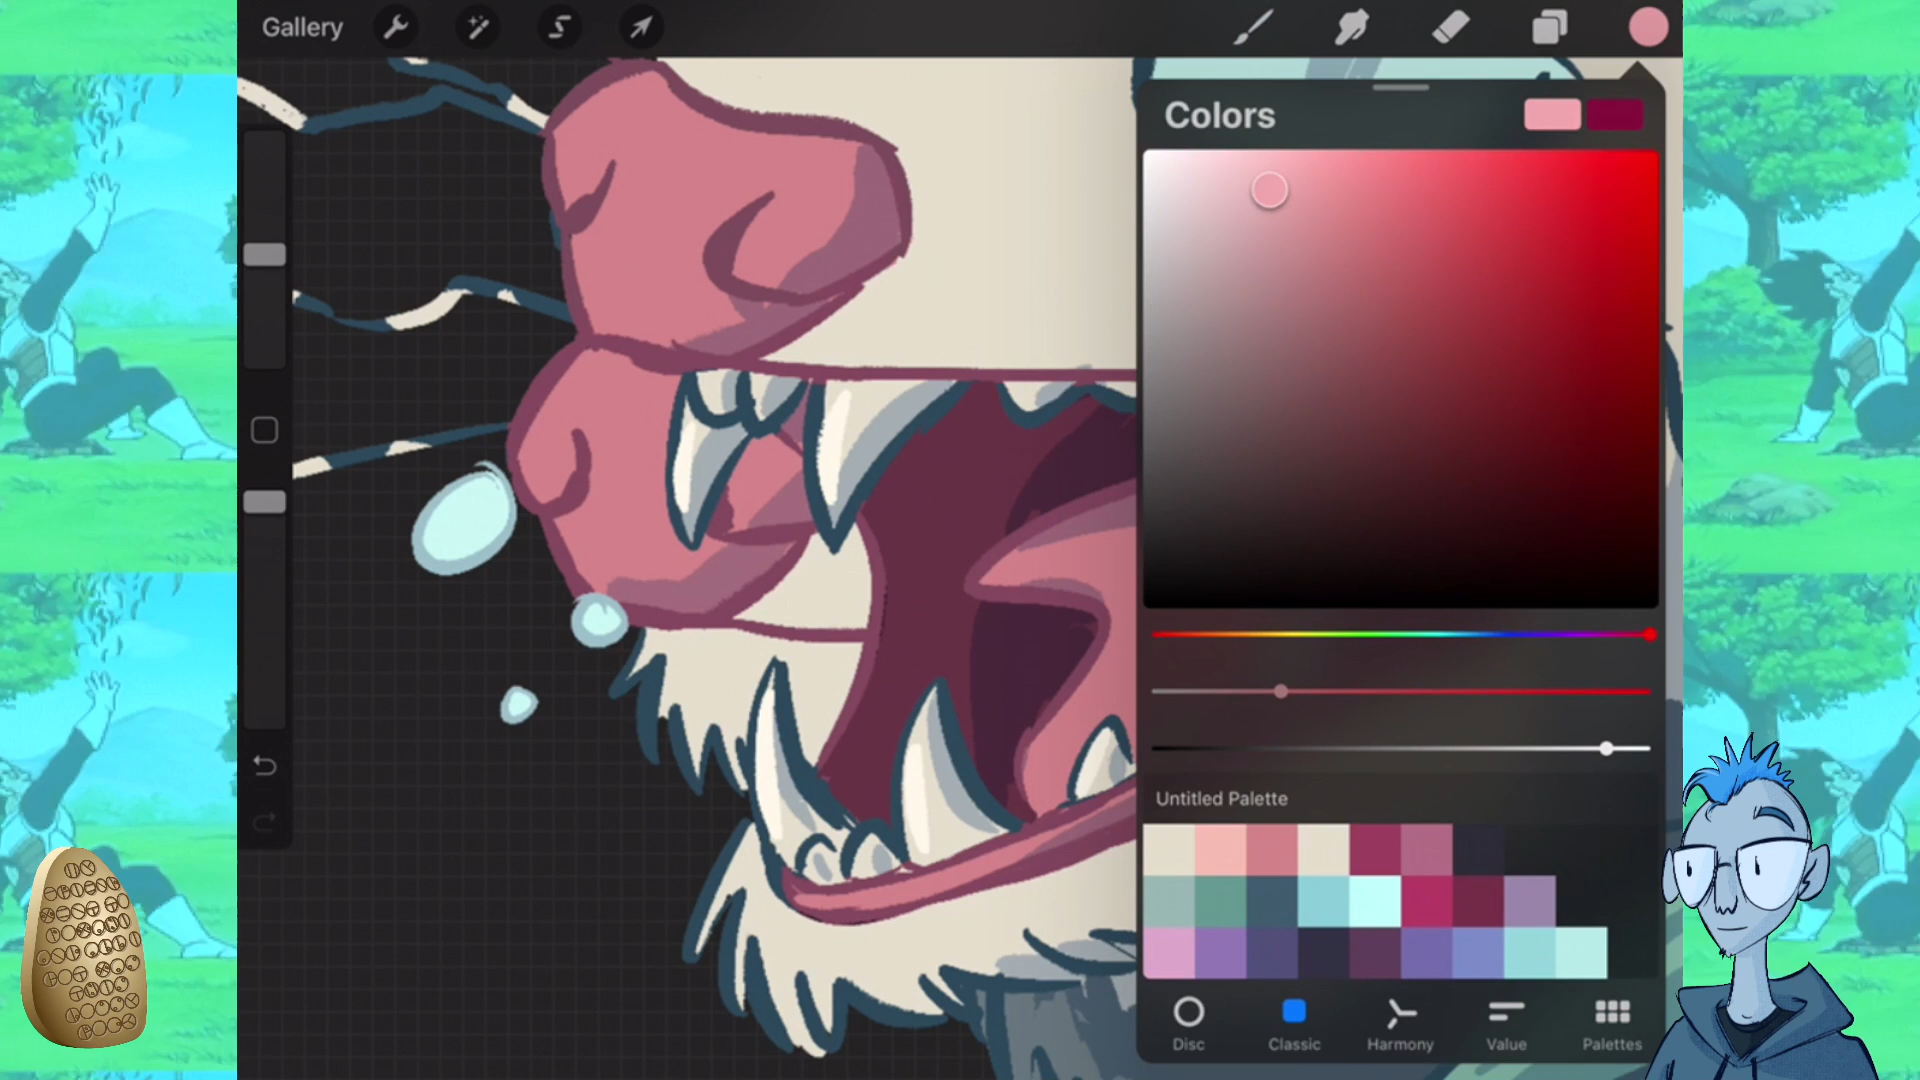 Gallery
Colors
Untitled Palette
Disc
Classic
Harmony
Value
Palettes